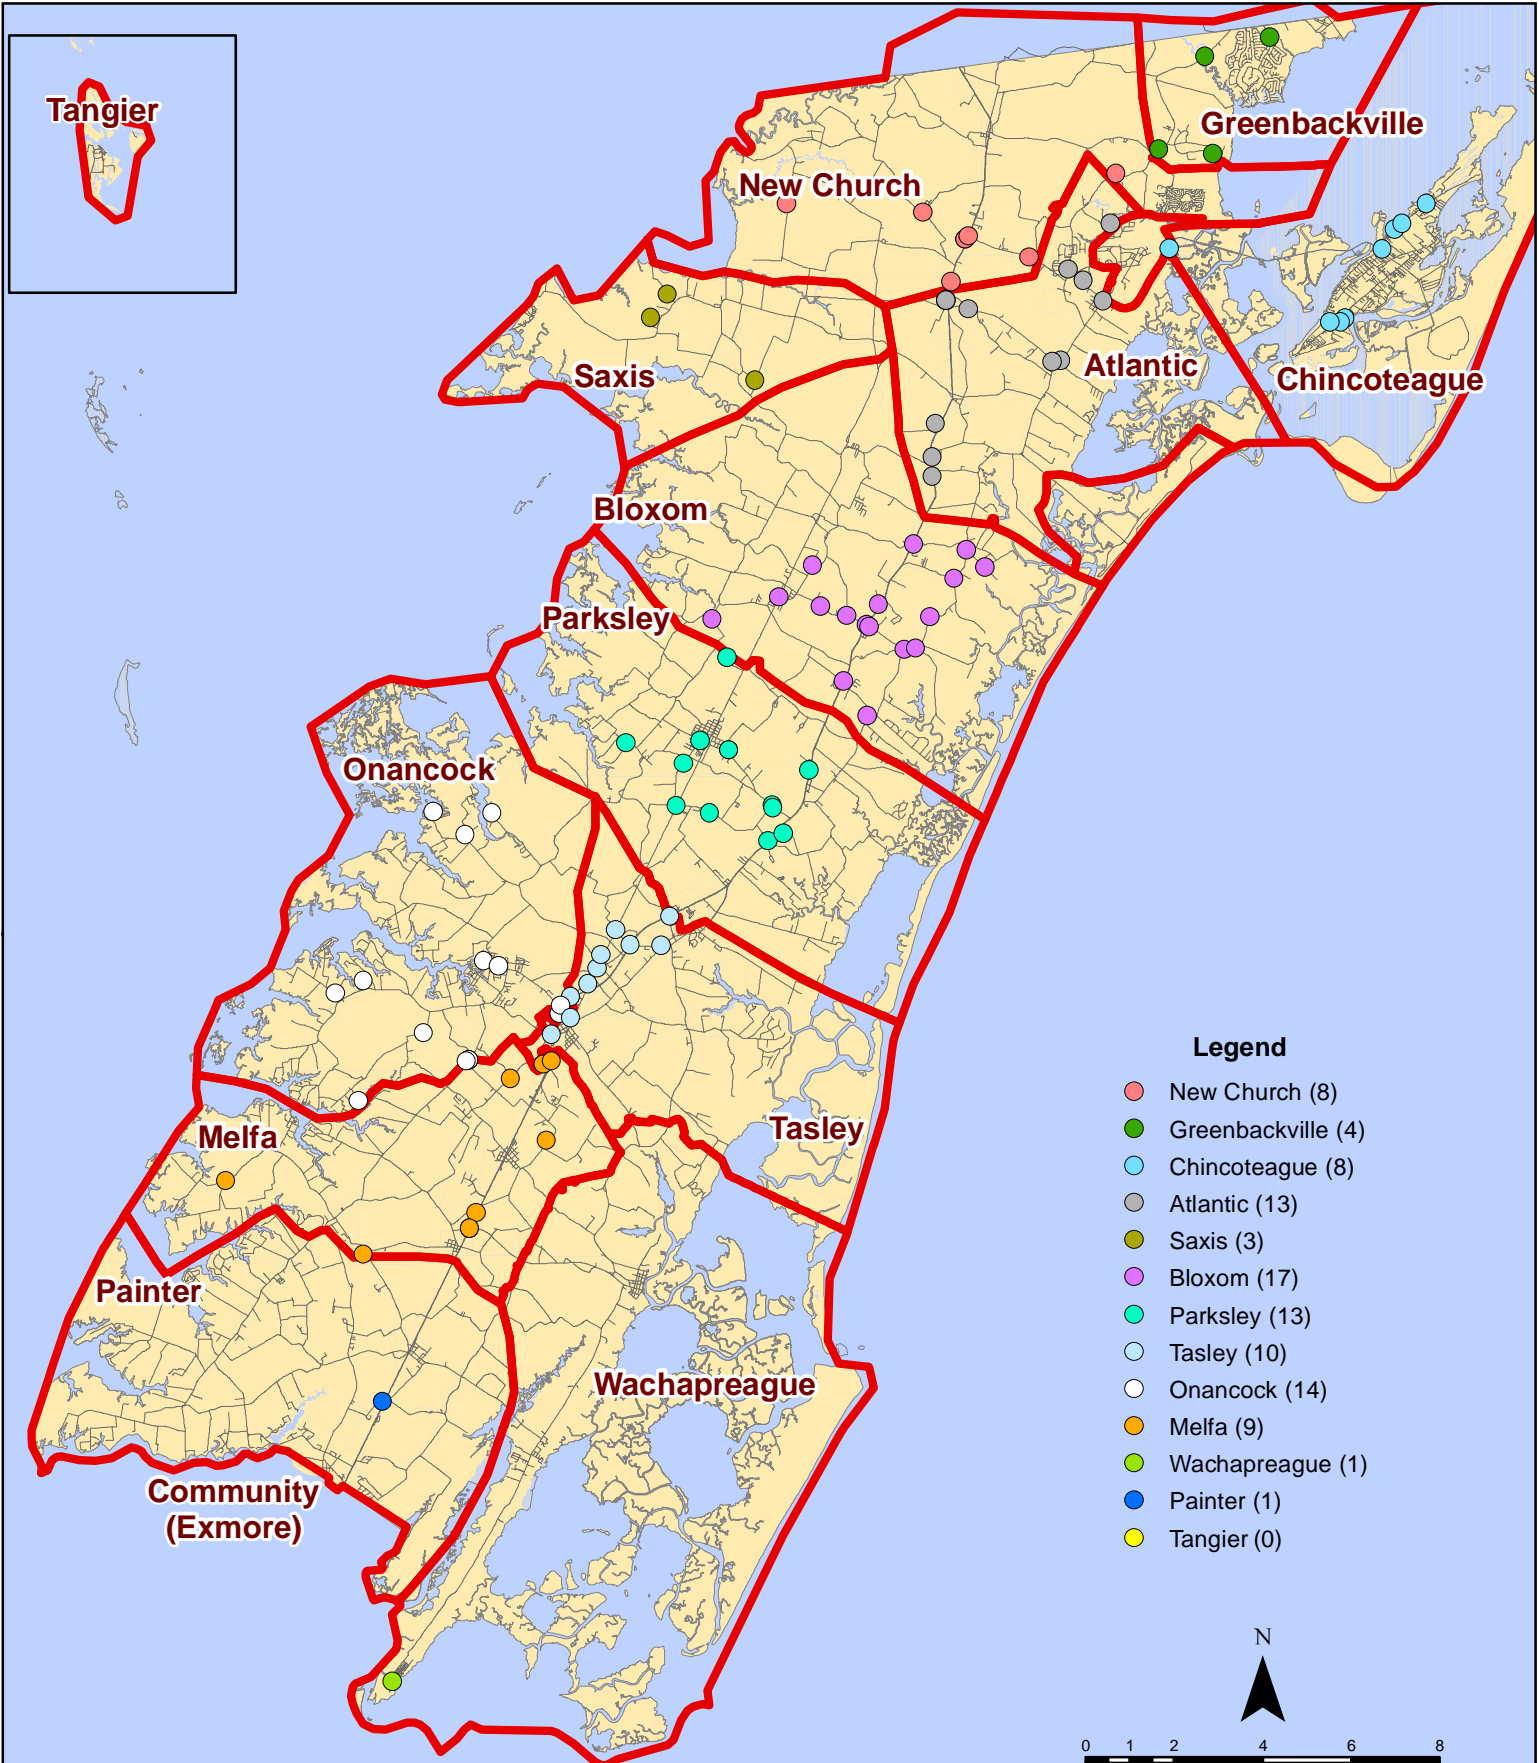 Tangier
Greenbackville
New Church
Atlantic
Saxis
Chincoteague
Bloxom
Parksley
Onancock
Melfa
Tasley
Painter
Wachapreague
Community
(Exmore)
Legend
New Church (8)
Greenbackville (4)
Chincoteague (8)
Atlantic (13)
Saxis (3)
Bloxom (17)
Parksley (13)
Tasley (10)
Onancock (14)
Melfa (9)
Wachapreague (1)
Painter (1)
Tangier (0)
N
0 1 2 4 6 8